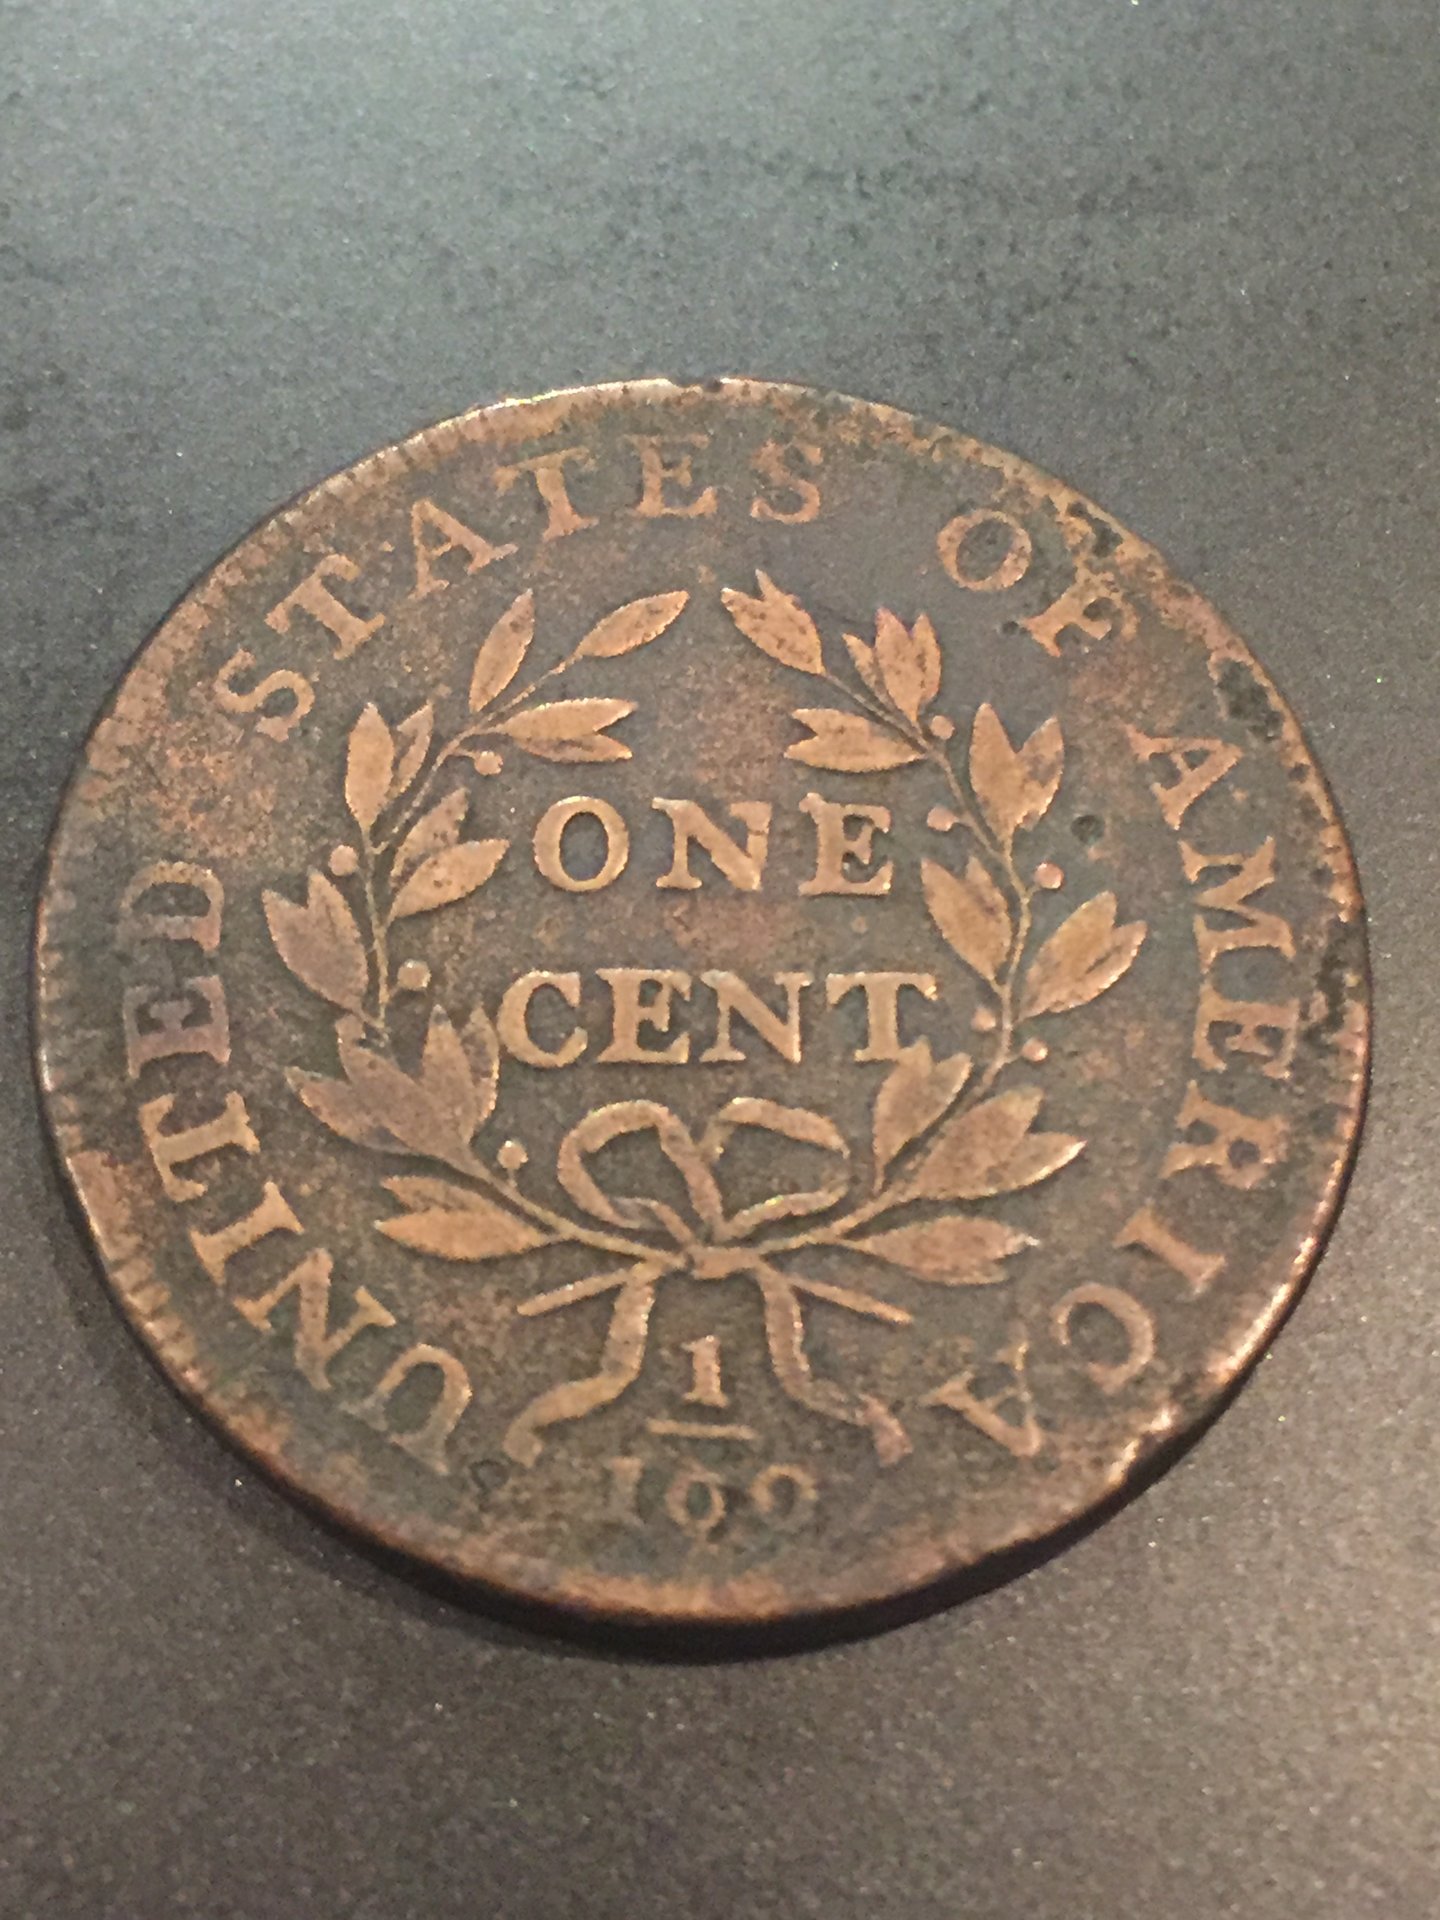 UNITED STATES OF AMERICA
ONE
CENT
1
100